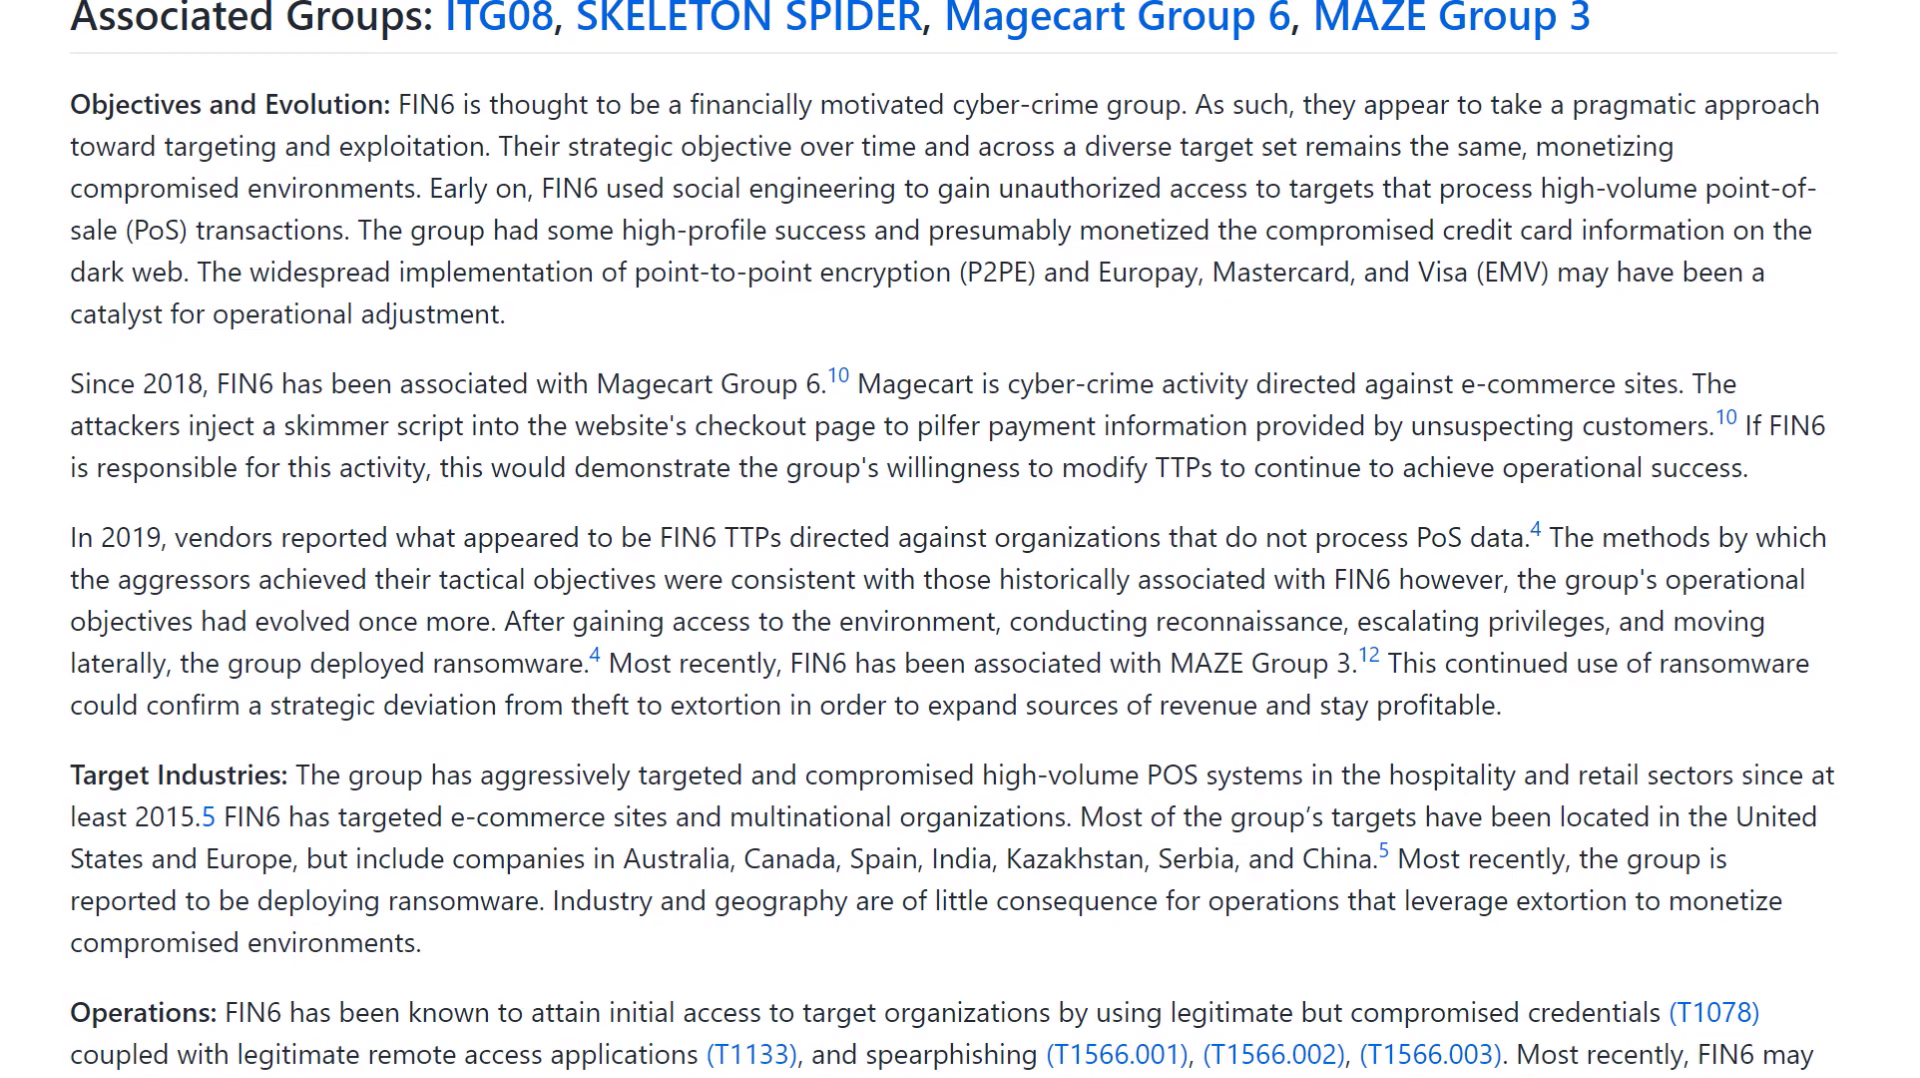 Associated Groups: ITG08, SKELETON SPIDER, Magecart Group 6, MAZE Group 3
Objectives and Evolution: FIN6 is thought to be a financially motivated cyber-crime group. As such, they appear to take a pragmatic approach
toward targeting and exploitation. Their strategic objective over time and across a diverse target set remains the same, monetizing
compromised environments. Early on, FIN6 used social engineering to gain unauthorized access to targets that process high-volume point-of-
sale (PoS) transactions. The group had some high-profile success and presumably monetized the compromised credit card information on the
dark web. The widespread implementation of point-to-point encryption (P2PE) and Europay, Mastercard, and Visa (EMV) may have been a
catalyst for operational adjustment.
Since 2018, FIN6 has been associated with Magecart Group 6.10 Magecart is cyber-crime activity directed against e-commerce sites. The
attackers inject a skimmer script into the website's checkout page to pilfer payment information provided by unsuspecting customers.10 If FIN6
is responsible for this activity, this would demonstrate the group's willingness to modify TTPs to continue to achieve operational success.
In 2019, vendors reported what appeared to be FIN6 TTPs directed against organizations that do not process PoS data.4 The methods by which
the aggressors achieved their tactical objectives were consistent with those historically associated with FIN6 however, the group's operational
objectives had evolved once more. After gaining access to the environment, conducting reconnaissance, escalating privileges, and moving
laterally, the group deployed ransomware.4 Most recently, FIN6 has been associated with MAZE Group 3.12 This continued use of ransomware
could confirm a strategic deviation from theft to extortion in order to expand sources of revenue and stay profitable.
Target Industries: The group has aggressively targeted and compromised high-volume POS systems in the hospitality and retail sectors since at
least 2015.5 FIN6 has targeted e-commerce sites and multinational organizations. Most of the group’s targets have been located in the United
States and Europe, but include companies in Australia, Canada, Spain, India, Kazakhstan, Serbia, and China.5 Most recently, the group is
reported to be deploying ransomware. Industry and geography are of little consequence for operations that leverage extortion to monetize
compromised environments.
Operations: FIN6 has been known to attain initial access to target organizations by using legitimate but compromised credentials (T1078)
coupled with legitimate remote access applications (T1133), and spearphishing (T1566.001), (T1566.002), (T1566.003). Most recently, FIN6 may